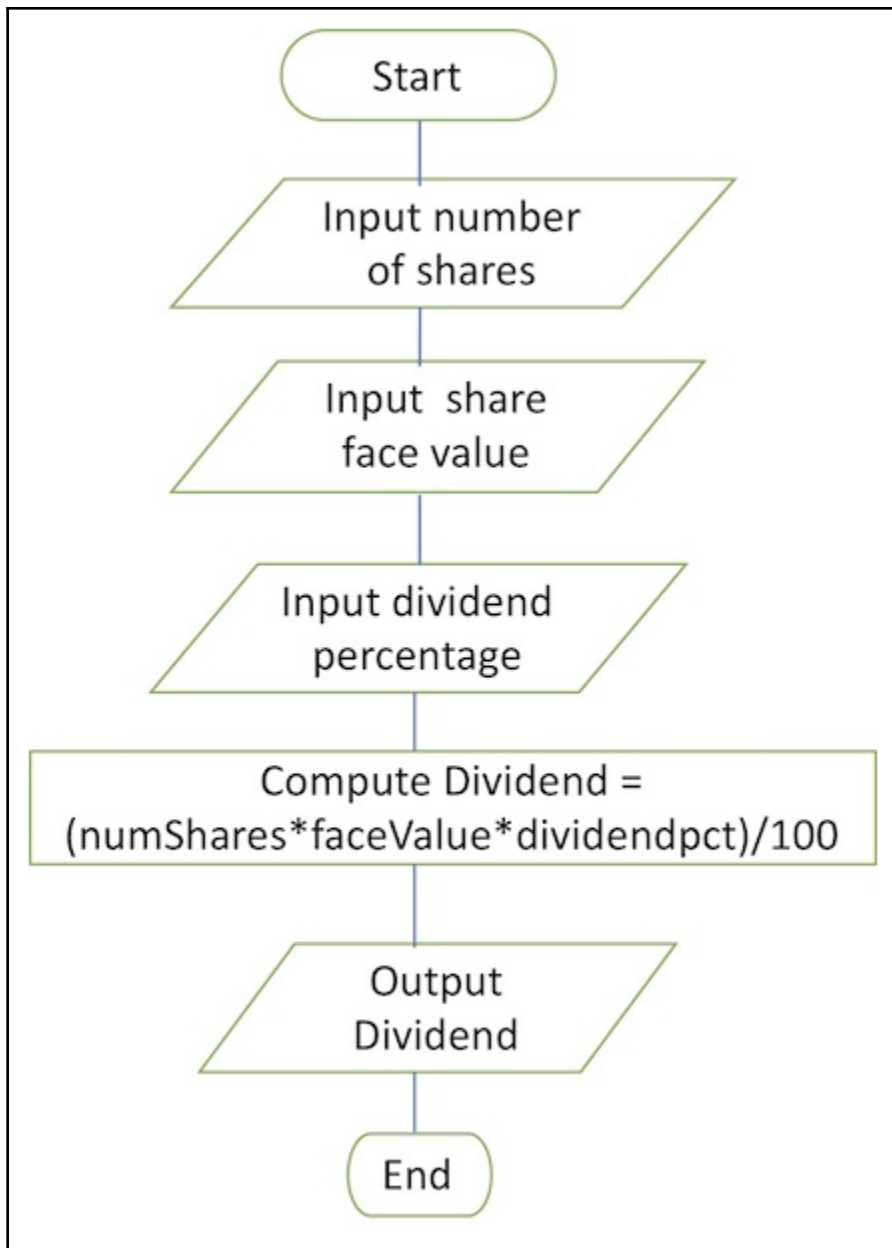 Start
Input number
of shares
Input  share
face value
Input dividend
percentage
Compute Dividend =
(numShares*faceValue*dividendpct)/100
Output
Dividend
End